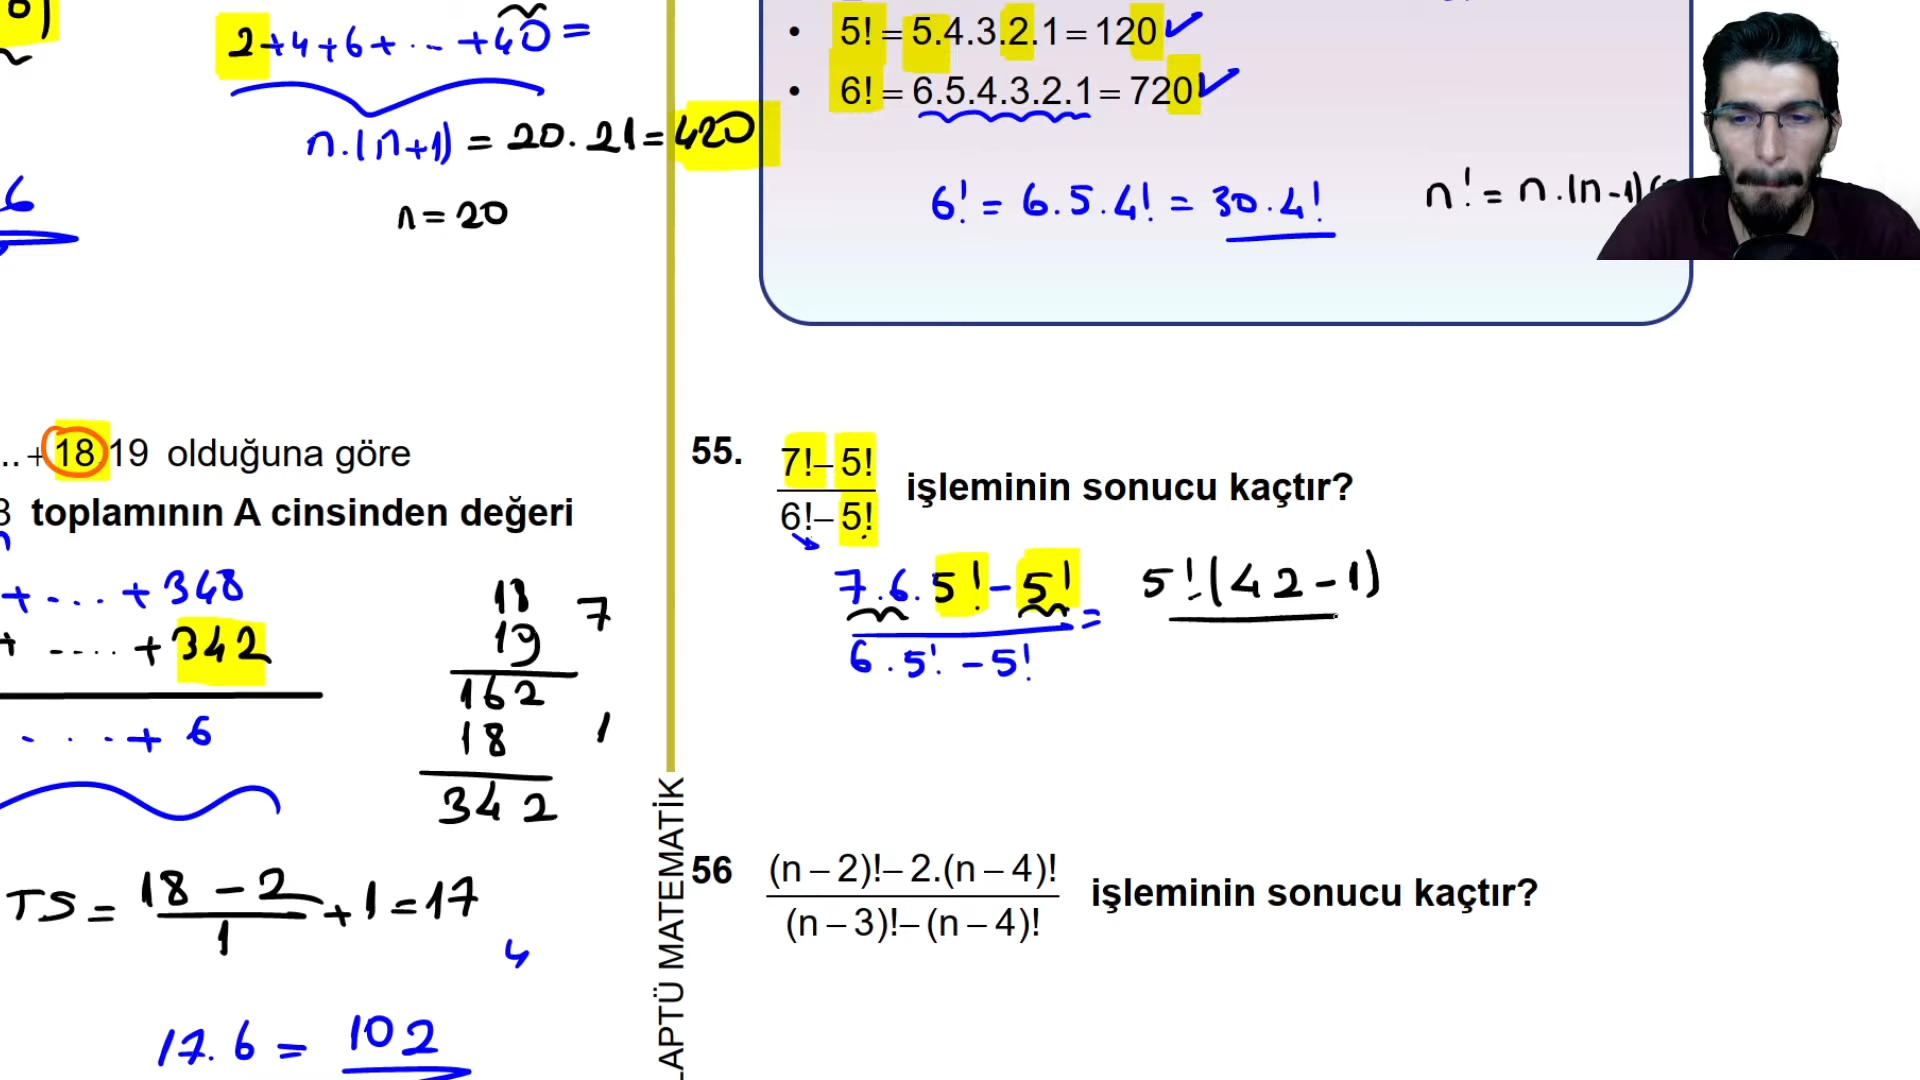 2+4+6+ ... +40 =
n.(n+1) = 20.21 = 420
n = 20
6
..+ 18 19 olduğuna göre
toplamının A cinsinden değeri
+ ... + 348
+ .... + 342
... + 6
18
19
162
18
342
7
1
TS = (18 − 2)/1 + 1 = 17
4
17.6 = 102
• 5! = 5.4.3.2.1 = 120
• 6! = 6.5.4.3.2.1 = 720
6! = 6.5.4! = 30.4!
n! = n.(n-1)
55. 7!– 5!
6!– 5!
işleminin sonucu kaçtır?
7.6.5! − 5! = 5!(42−1)
6.5! − 5!
LAPTÜ MATEMATİK
56 (n – 2)!– 2.(n – 4)!
(n – 3)!– (n – 4)!
işleminin sonucu kaçtır?